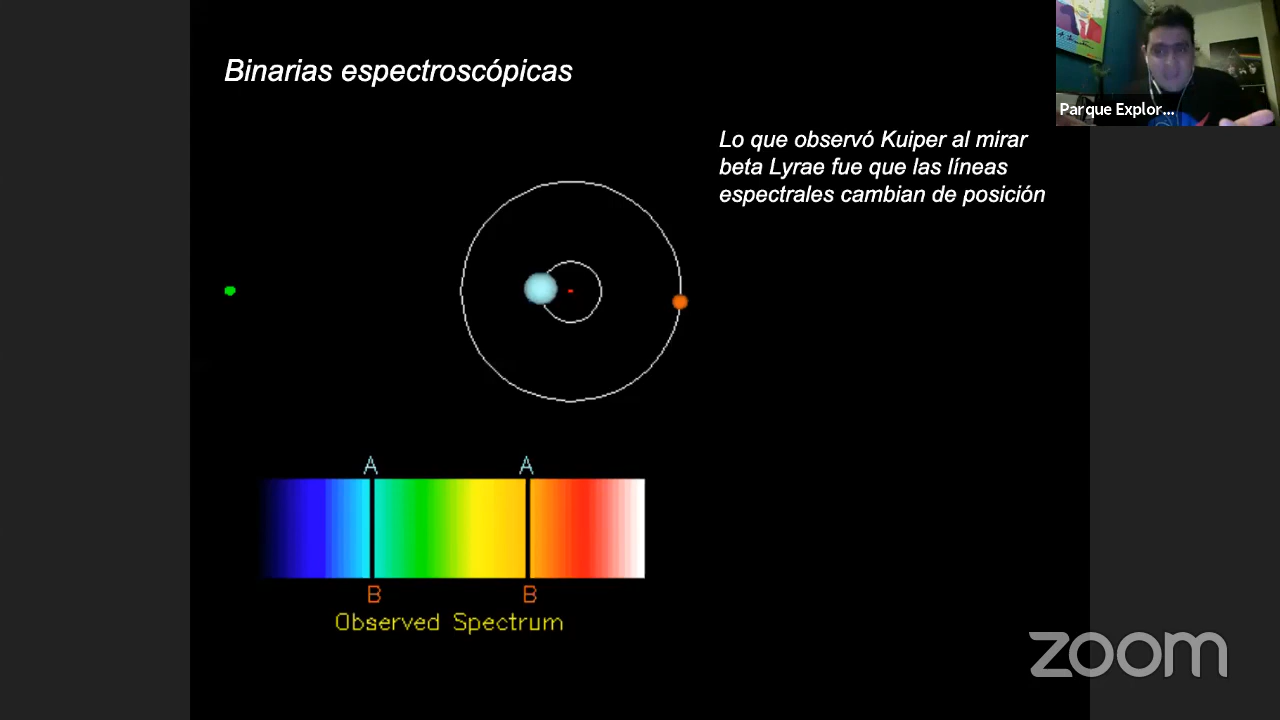 Binarias espectroscópicas
Parque Explor...
Lo que observó Kuiper al mirar
beta Lyrae fue que las líneas
espectrales cambian de posición
A A
B B
Observed Spectrum
zoom